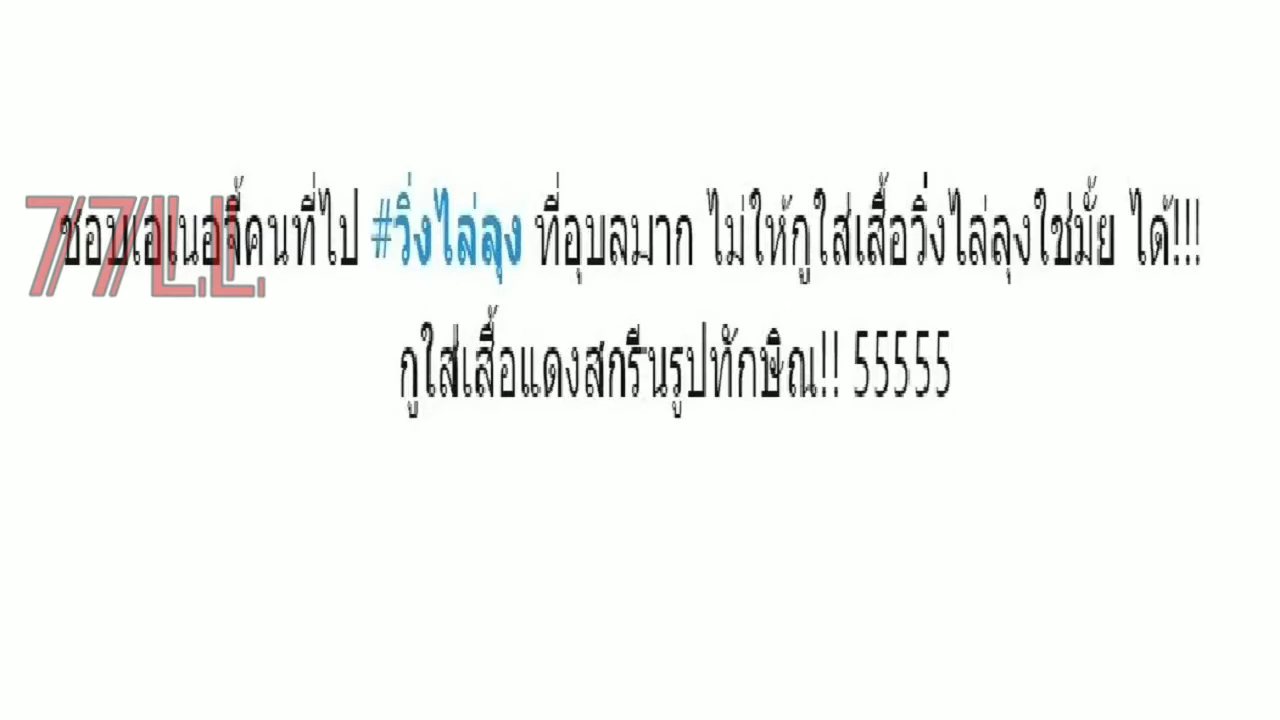 77L.L.
ชอบเอเนอจี้คนที่ไป #วิ่งไล่ลุง ที่อุบลมาก ไม่ให้กูใส่เสื้อวิ่งไล่ลุงใช่มั้ย ได้!!!
กูใส่เสื้อแดงสกรีนรูปทักษิณ!! 55555